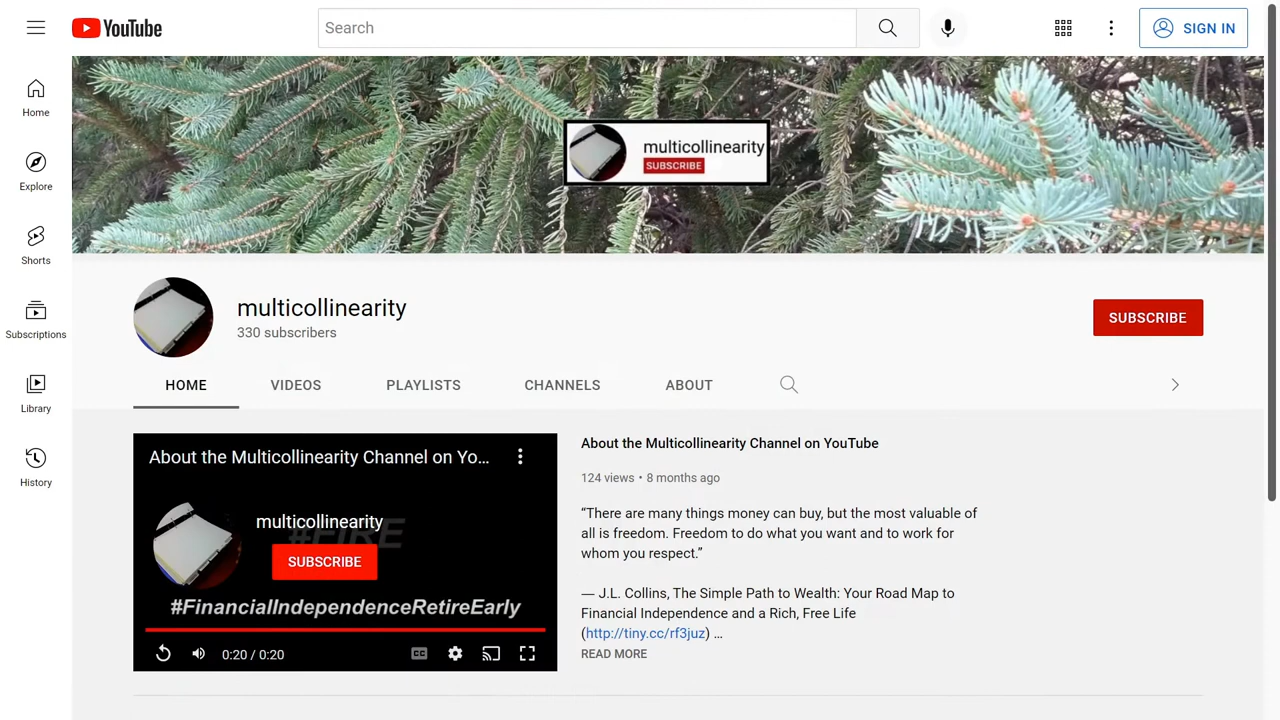 YouTube
Search
SIGN IN
Home
Explore
Shorts
Subscriptions
Library
History
multicollinearity
SUBSCRIBE
multicollinearity
330 subscribers
SUBSCRIBE
HOME VIDEOS PLAYLISTS CHANNELS ABOUT
About the Multicollinearity Channel on Yo...
#FIRE
multicollinearity
SUBSCRIBE
#FinancialIndependenceRetireEarly
0:20 / 0:20
CC
About the Multicollinearity Channel on YouTube
124 views • 8 months ago
“There are many things money can buy, but the most valuable of
all is freedom. Freedom to do what you want and to work for
whom you respect.”
— J.L. Collins, The Simple Path to Wealth: Your Road Map to
Financial Independence and a Rich, Free Life
(http://tiny.cc/rf3juz) ...
READ MORE